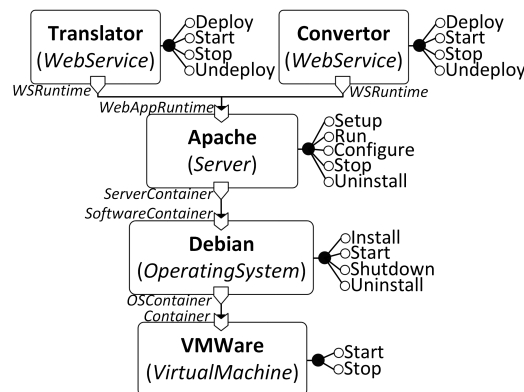 Translator
(WebService)
Deploy
Start
Stop
Undeploy
WSRuntime
Convertor
(WebService)
Deploy
Start
Stop
Undeploy
WSRuntime
WebAppRuntime
Apache
(Server)
Setup
Run
Configure
Stop
Uninstall
ServerContainer
SoftwareContainer
Debian
(OperatingSystem)
Install
Start
Shutdown
Uninstall
OSContainer
Container
VMWare
(VirtualMachine)
Start
Stop